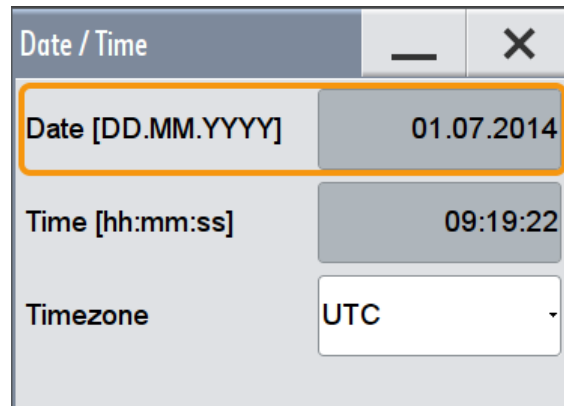 Date / Time
Date [DD.MM.YYYY] 01.07.2014
Time [hh:mm:ss] 09:19:22
Timezone UTC